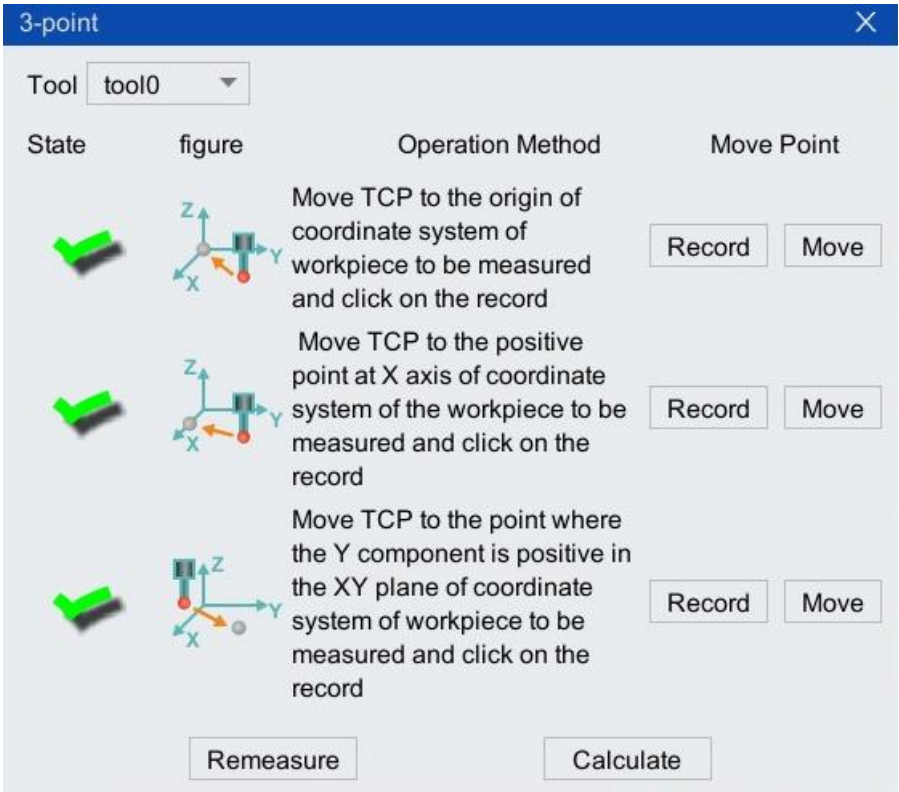 3-point
Tool tool0
State figure Operation Method Move Point
Z
Y
X
Move TCP to the origin of
coordinate system of
workpiece to be measured
and click on the record
Record Move
Z
Y
X
Move TCP to the positive
point at X axis of coordinate
system of the workpiece to be
measured and click on the
record
Record Move
Z
Y
X
Move TCP to the point where
the Y component is positive in
the XY plane of coordinate
system of workpiece to be
measured and click on the
record
Record Move
Remeasure Calculate